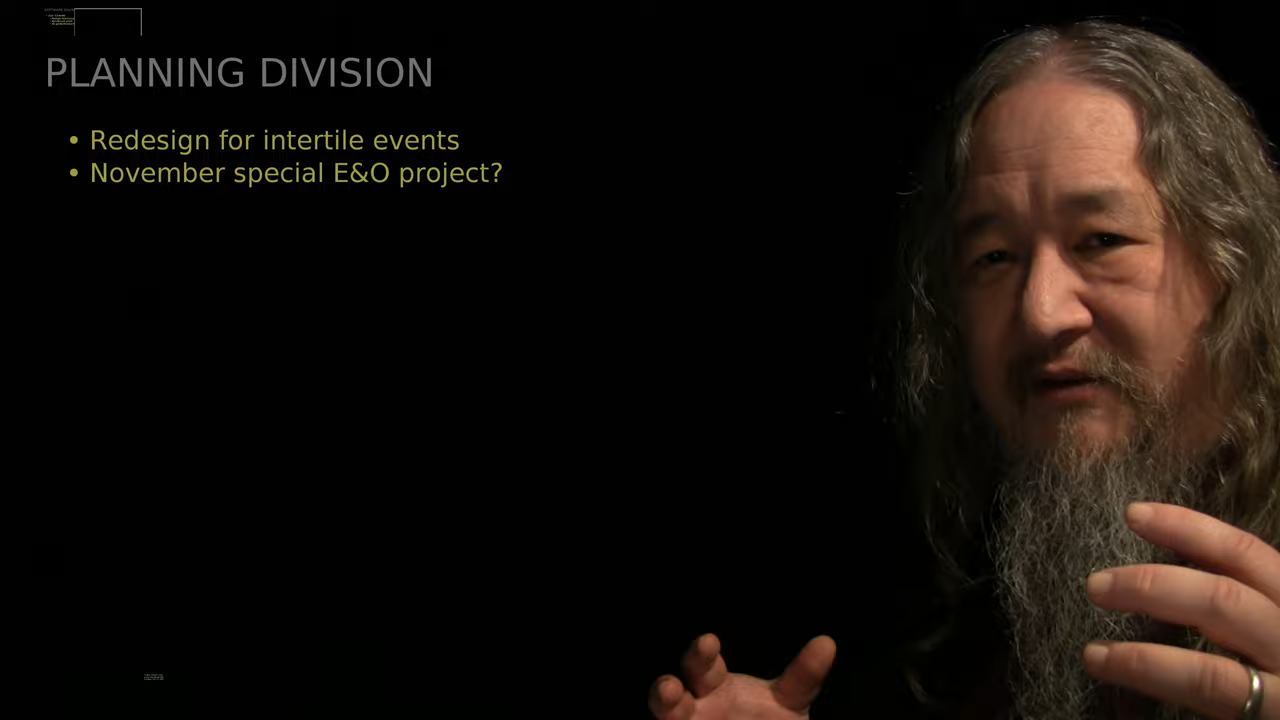 PLANNING DIVISION
• Redesign for intertile events
• November special E&O project?